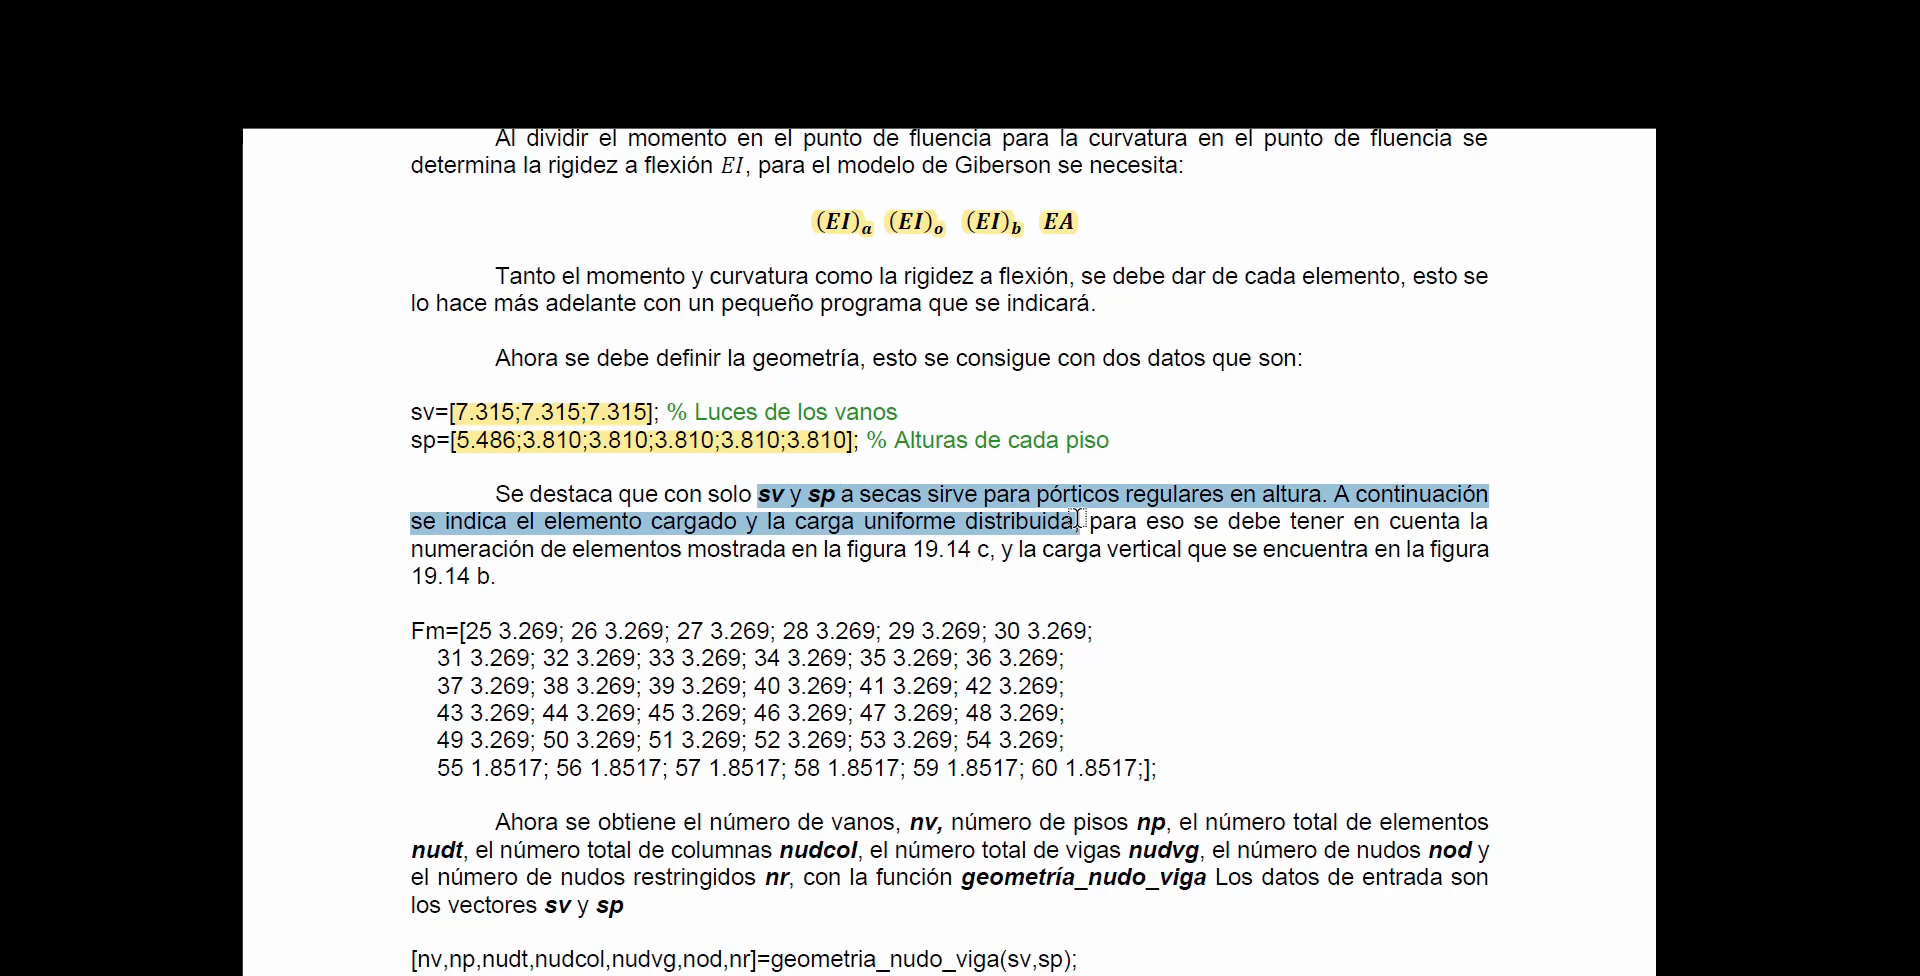 Al dividir el momento en el punto de fluencia para la curvatura en el punto de fluencia se
determina la rigidez a flexión EI, para el modelo de Giberson se necesita:
(EI)a (EI)o (EI)b EA
Tanto el momento y curvatura como la rigidez a flexión, se debe dar de cada elemento, esto se
lo hace más adelante con un pequeño programa que se indicará.
Ahora se debe definir la geometría, esto se consigue con dos datos que son:
sv=[7.315;7.315;7.315]; % Luces de los vanos
sp=[5.486;3.810;3.810;3.810;3.810;3.810]; % Alturas de cada piso
Se destaca que con solo sv y sp a secas sirve para pórticos regulares en altura. A continuación
se indica el elemento cargado y la carga uniforme distribuida, para eso se debe tener en cuenta la
numeración de elementos mostrada en la figura 19.14 c, y la carga vertical que se encuentra en la figura
19.14 b.
Fm=[25 3.269; 26 3.269; 27 3.269; 28 3.269; 29 3.269; 30 3.269;
31 3.269; 32 3.269; 33 3.269; 34 3.269; 35 3.269; 36 3.269;
37 3.269; 38 3.269; 39 3.269; 40 3.269; 41 3.269; 42 3.269;
43 3.269; 44 3.269; 45 3.269; 46 3.269; 47 3.269; 48 3.269;
49 3.269; 50 3.269; 51 3.269; 52 3.269; 53 3.269; 54 3.269;
55 1.8517; 56 1.8517; 57 1.8517; 58 1.8517; 59 1.8517; 60 1.8517;];
Ahora se obtiene el número de vanos, nv, número de pisos np, el número total de elementos
nudt, el número total de columnas nudcol, el número total de vigas nudvg, el número de nudos nod y
el número de nudos restringidos nr, con la función geometría_nudo_viga Los datos de entrada son
los vectores sv y sp
[nv,np,nudt,nudcol,nudvg,nod,nr]=geometria_nudo_viga(sv,sp);